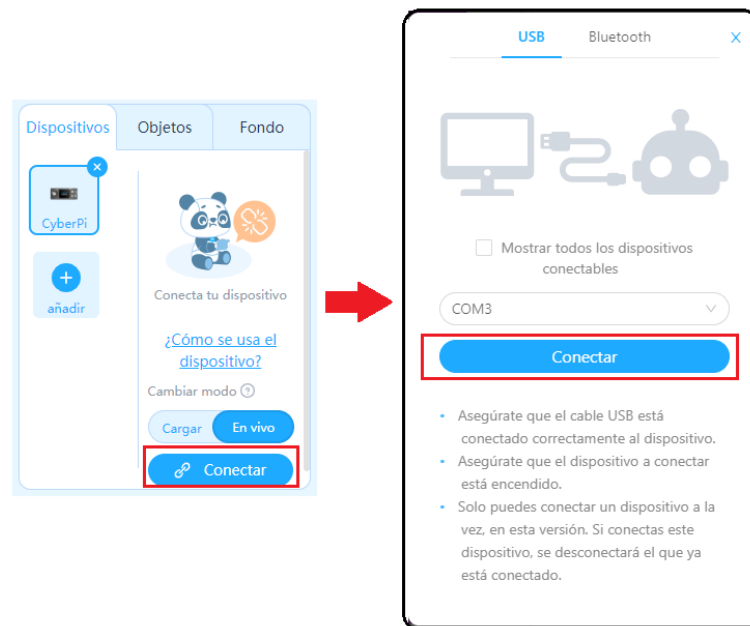 Dispositivos
Objetos
Fondo
CyberPi
añadir
Conecta tu dispositivo
¿Cómo se usa el
dispositivo?
Cambiar modo ?
Cargar
En vivo
Conectar
USB
Bluetooth
X
Mostrar todos los dispositivos
conectables
COM3
Conectar
• Asegúrate que el cable USB está
conectado correctamente al dispositivo.
• Asegúrate que el dispositivo a conectar
está encendido.
• Solo puedes conectar un dispositivo a la
vez, en esta versión. Si conectas este
dispositivo, se desconectará el que ya
está conectado.